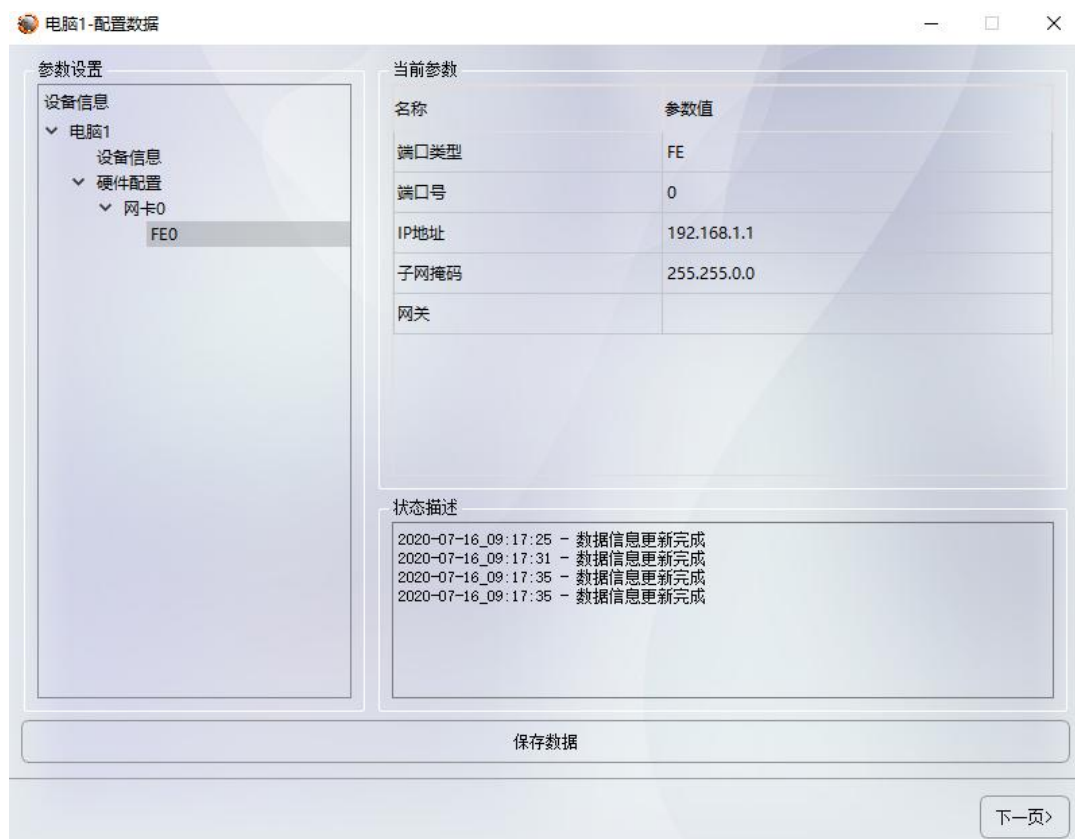 电脑1-配置数据
参数设置
设备信息
电脑1
设备信息
硬件配置
网卡0
FE0
当前参数
名称 参数值
端口类型 FE
端口号 0
IP地址 192.168.1.1
子网掩码 255.255.0.0
网关
状态描述
2020-07-16_09:17:25 - 数据信息更新完成
2020-07-16_09:17:31 - 数据信息更新完成
2020-07-16_09:17:35 - 数据信息更新完成
2020-07-16_09:17:35 - 数据信息更新完成
保存数据
下一页>